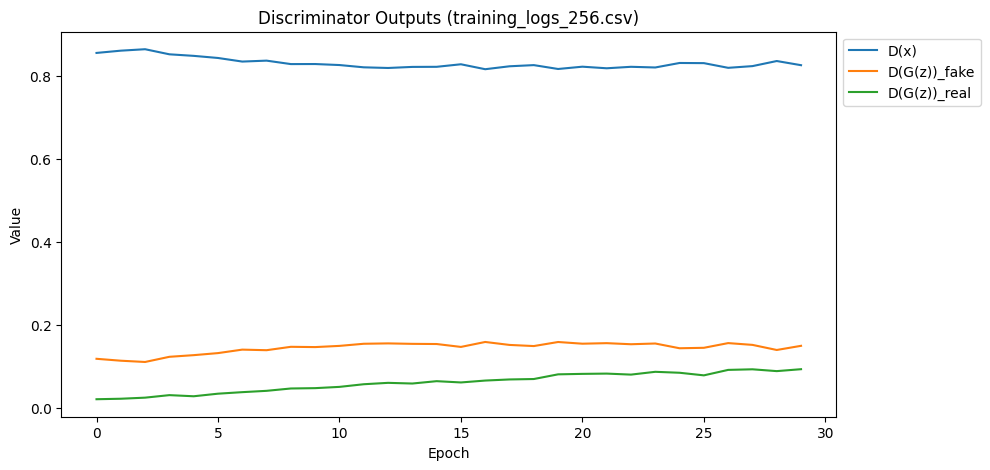 Discriminator Outputs (training_logs_256.csv)
D(x)
D(G(z))_fake
D(G(z))_real
Value
0.8
0.6
0.4
0.2
0.0
0 5 10 15 20 25 30
Epoch